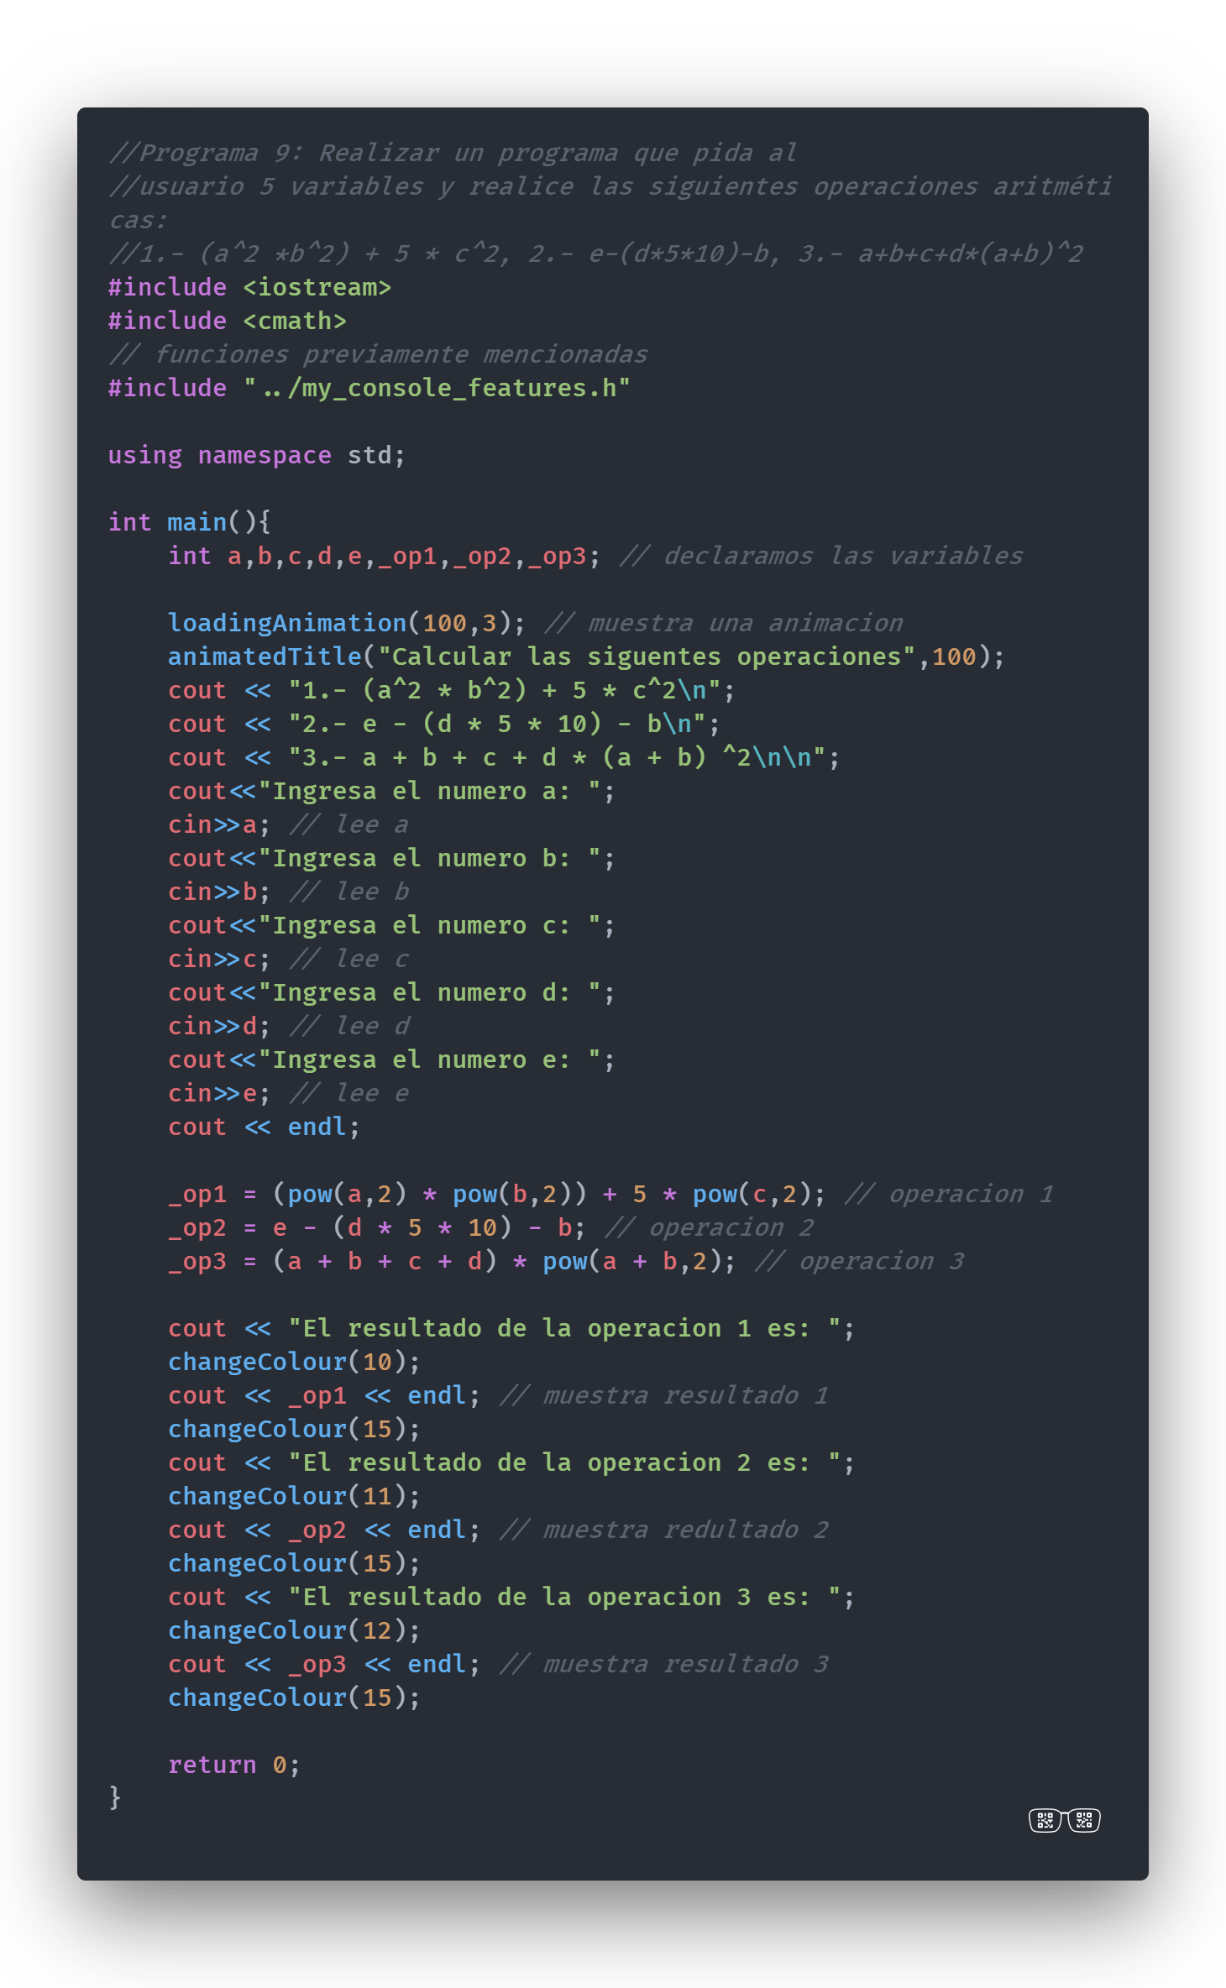 //Programa 9: Realizar un programa que pida al
//usuario 5 variables y realice las siguientes operaciones aritméti
cas:
//1.- (a^2 *b^2) + 5 * c^2, 2.- e-(d*5*10)-b, 3.- a+b+c+d*(a+b)^2
#include <iostream>
#include <cmath>
// funciones previamente mencionadas
#include "../my_console_features.h"

using namespace std;

int main(){
    int a,b,c,d,e,_op1,_op2,_op3; // declaramos las variables

    loadingAnimation(100,3); // muestra una animacion
    animatedTitle("Calcular las siguentes operaciones",100);
    cout << "1.- (a^2 * b^2) + 5 * c^2\n";
    cout << "2.- e - (d * 5 * 10) - b\n";
    cout << "3.- a + b + c + d * (a + b) ^2\n\n";
    cout<<"Ingresa el numero a: ";
    cin>>a; // lee a
    cout<<"Ingresa el numero b: ";
    cin>>b; // lee b
    cout<<"Ingresa el numero c: ";
    cin>>c; // lee c
    cout<<"Ingresa el numero d: ";
    cin>>d; // lee d
    cout<<"Ingresa el numero e: ";
    cin>>e; // lee e
    cout << endl;

    _op1 = (pow(a,2) * pow(b,2)) + 5 * pow(c,2); // operacion 1
    _op2 = e - (d * 5 * 10) - b; // operacion 2
    _op3 = (a + b + c + d) * pow(a + b,2); // operacion 3

    cout << "El resultado de la operacion 1 es: ";
    changeColour(10);
    cout << _op1 << endl; // muestra resultado 1
    changeColour(15);
    cout << "El resultado de la operacion 2 es: ";
    changeColour(11);
    cout << _op2 << endl; // muestra redultado 2
    changeColour(15);
    cout << "El resultado de la operacion 3 es: ";
    changeColour(12);
    cout << _op3 << endl; // muestra resultado 3
    changeColour(15);

    return 0;
}